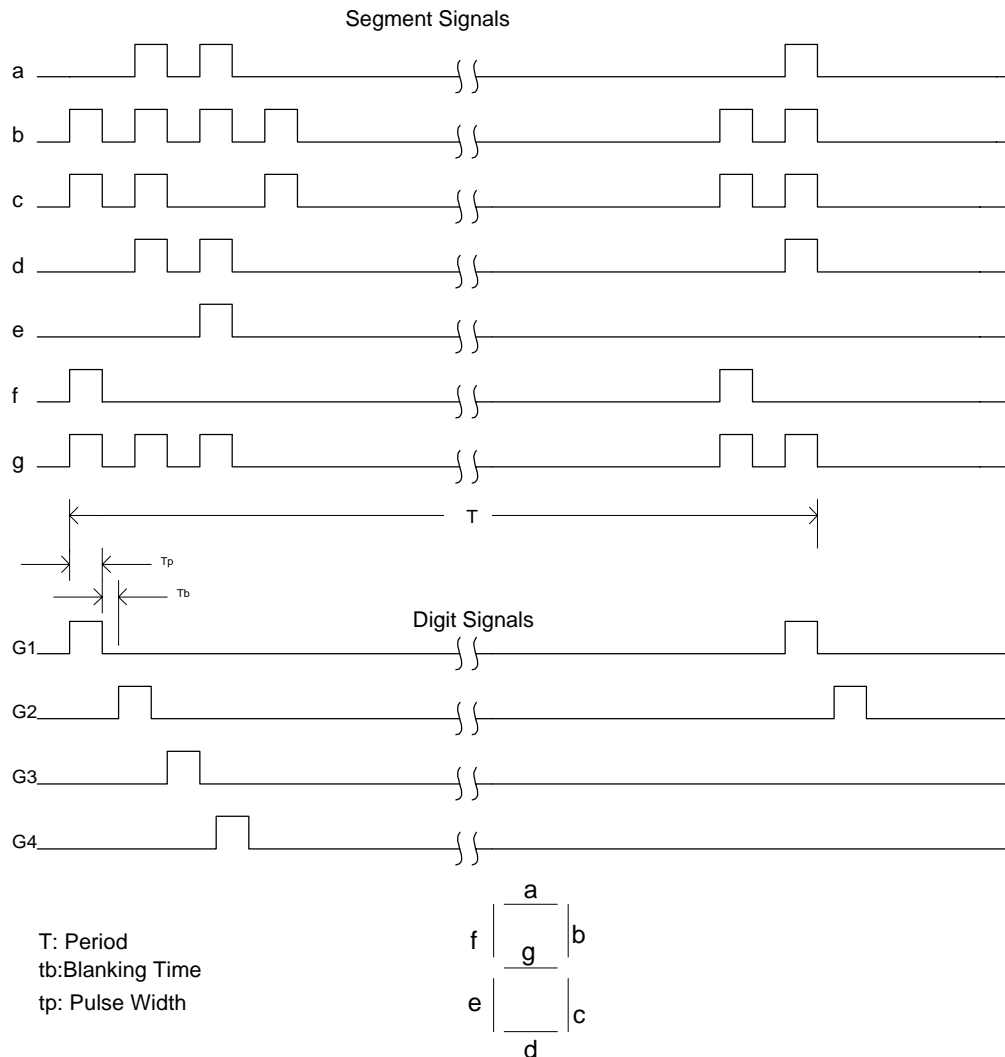 Segment Signals
a
b
c
d
e
f
g
T
Tp
Tb
Digit Signals
G1
G2
G3
G4
a
f b
g
e c
d
T: Period
tb:Blanking Time
tp: Pulse Width